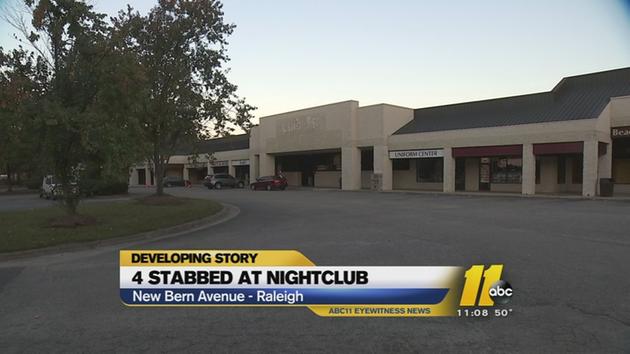 UNIFORM CENTER
Bea
DEVELOPING STORY
4 STABBED AT NIGHTCLUB
New Bern Avenue - Raleigh
ABC11 EYEWITNESS NEWS
11
abc
11:08 50°